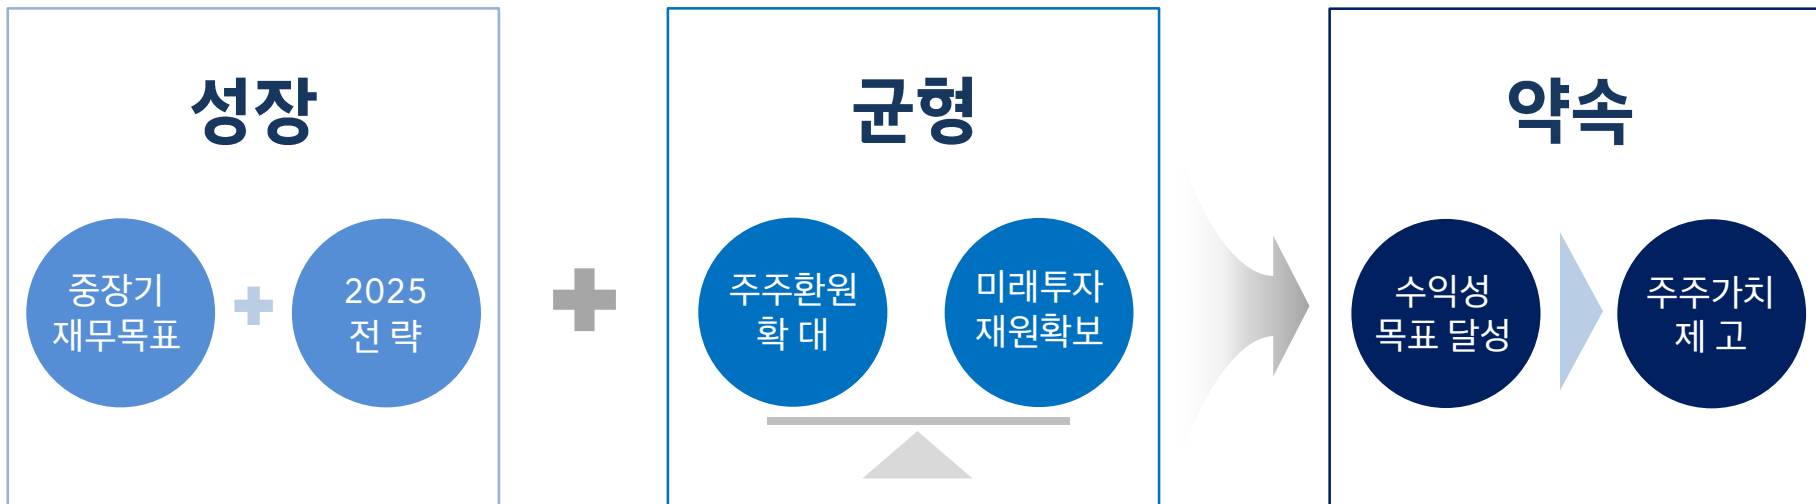 성장
중장기
재무목표
2025
전 략
균형
주주환원
확 대
미래투자
재원확보
약속
수익성
목표 달성
주주가치
제 고